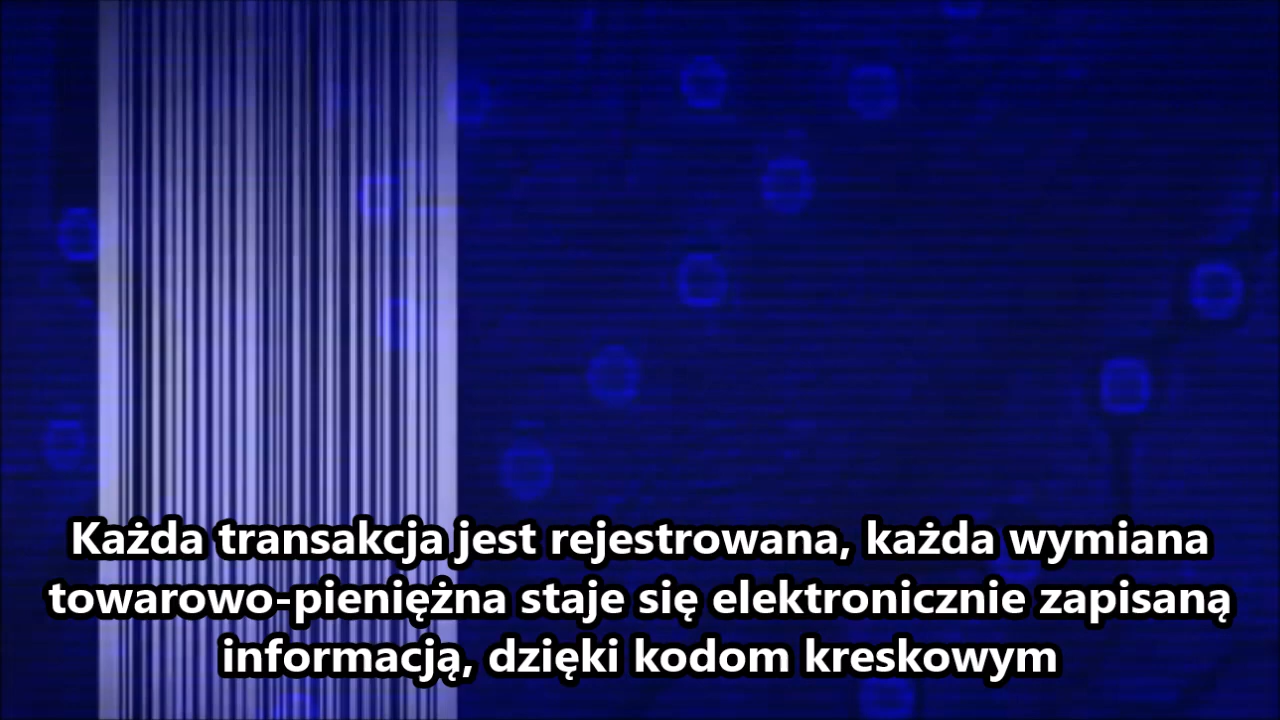 Każda transakcja jest rejestrowana, każda wymiana
towarowo-pieniężna staje się elektronicznie zapisaną
informacją, dzięki kodom kreskowym